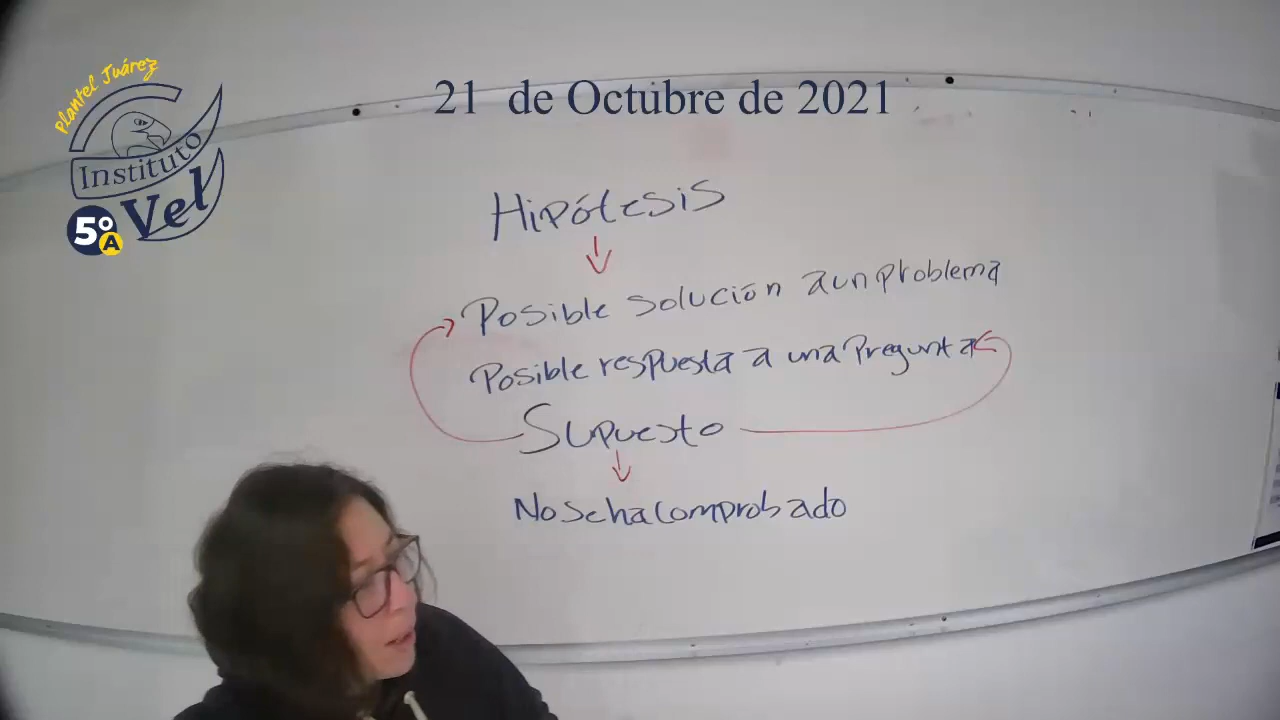 Plantel Juárez
Instituto
Vel
5º A
21 de Octubre de 2021
Hipótesis
Posible solución a un problema
Posible respuesta a una Pregunta
Supuesto
No se ha comprobado